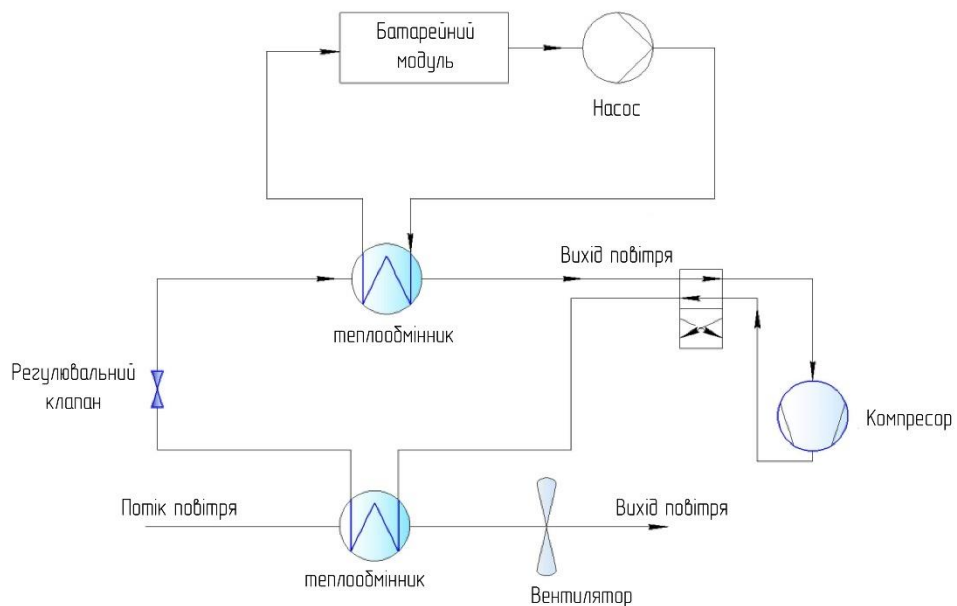 Батарейний
модуль
Насос
Вихід повітря
теплообмінник
Регулювальний
клапан
Компресор
Потік повітря
Вихід повітря
теплообмінник
Вентилятор